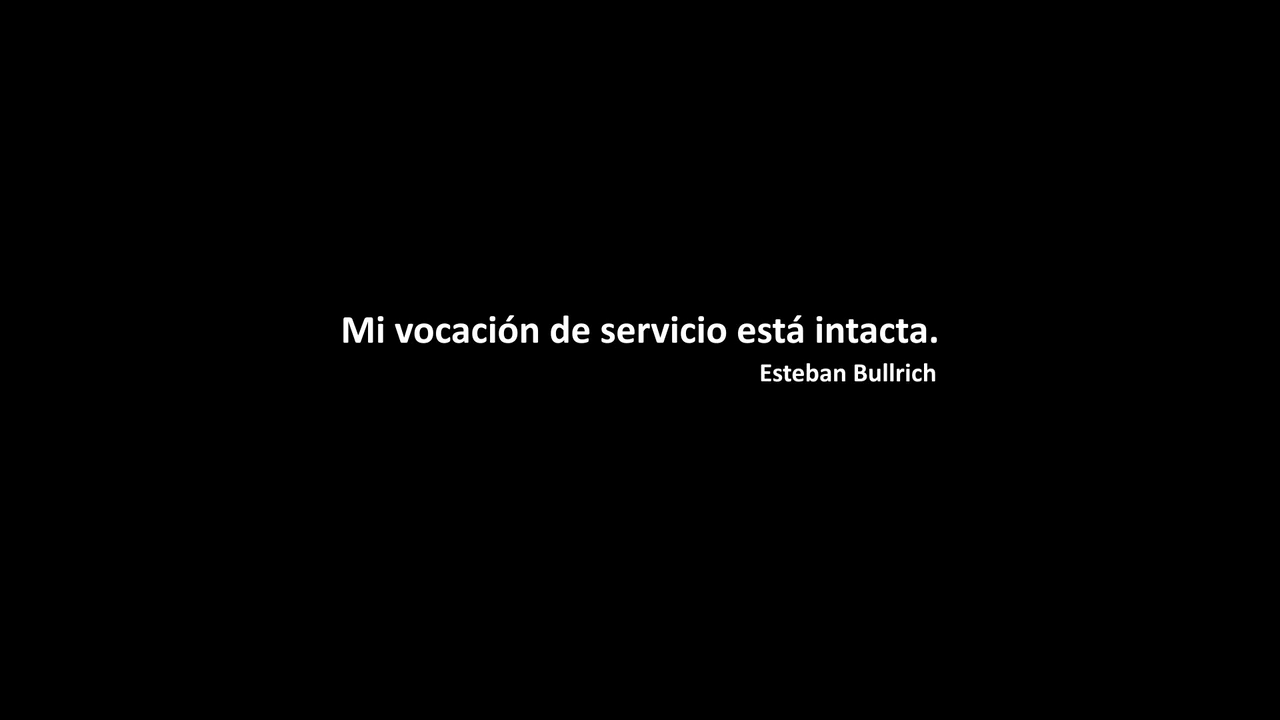 Mi vocación de servicio está intacta.
Esteban Bullrich